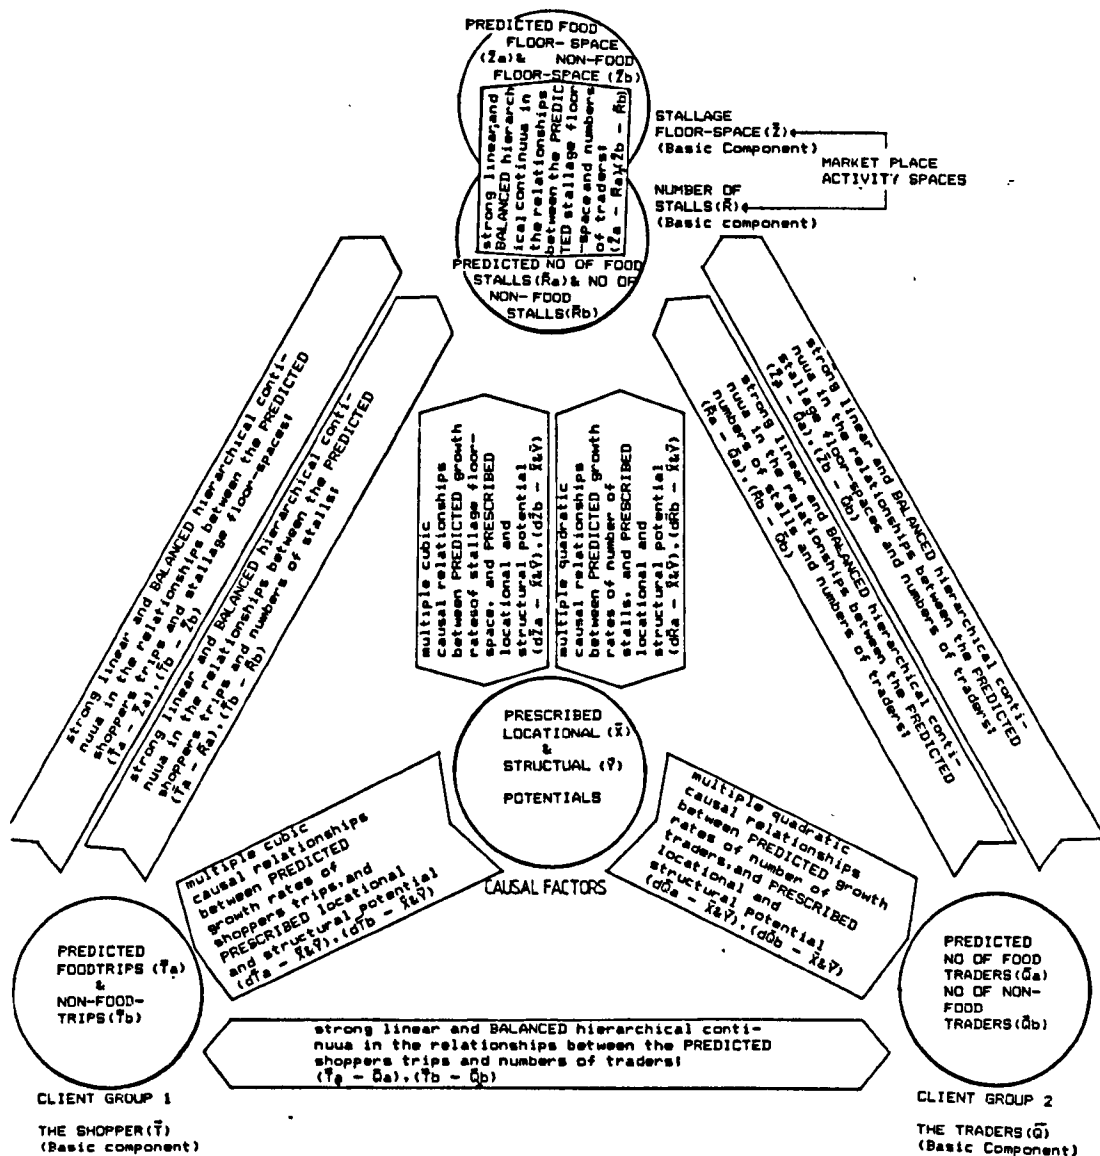 PREDICTED FOOD
FLOOR- SPACE
(Z̄a)& NON-FOOD
FLOOR-SPACE (Z̄b)
strong linear,and
BALANCED hierarch
ical continuua in
the relationships
between the PREDIC
TED stallage floor
-space and numbers
of traders;
(Z̄a - R̄a)(Z̄b - R̄b)
PREDICTED NO OF FOOD
STALLS(R̄a)& NO OF
NON- FOOD
STALLS(R̄b)
STALLAGE
FLOOR-SPACE(Z̄)
(Basic Component)
MARKET PLACE
ACTIVITY SPACES
NUMBER OF
STALLS(R̄)
(Basic component)
strong linear and BALANCED hierarchical conti-
nuua in the relationships between the PREDICTED
shoppers trips and stallage floor-spaces;
(T̄a - Z̄a),(T̄b - Z̄b)
strong linear and BALANCED hierarchical conti-
nuua in the relationships between the PREDICTED
shoppers trips and numbers of stalls;
(T̄a - R̄a),(T̄b - R̄b)
multiple cubic
causal relationships
between PREDICTED growth
ratesof stallage floor-
space, and PRESCRIBED
locational and
structural potential
(dZ̄a - X̄&Ȳ),(dZ̄b - X̄&Ȳ)
multiple quadratic
causal relationships
between PREDICTED growth
rates of number of
stalls, and PRESCRIBED
locational and
structural potential
(dR̄a - X̄&Ȳ),(dR̄b - X̄&Ȳ)
strong linear and BALANCED hierarchical conti-
nuua in the relationships between the PREDICTED
stallage floor-spaces and numbers of traders;
(Z̄a - Q̄a),(Z̄b - Q̄b)
strong linear and BALANCED hierarchical conti-
nuua in the relationships between the PREDICTED
numbers of stalls and numbers of traders;
(R̄a - Q̄a),(R̄b - Q̄b)
PRESCRIBED
LOCATIONAL (X̄)
&
STRUCTUAL (Ȳ)
POTENTIALS
CAUSAL FACTORS
multiple cubic
causal relationships
between PREDICTED
growth rates of
shoppers trips,and
PRESCRIBED locational
and structural potential
(dT̄a - X̄&Ȳ),(dT̄b - X̄&Ȳ)
multiple quadratic
causal relationships
between PREDICTED growth
rates of number of
traders,and PRESCRIBED
locational and
structural potential
(dQ̄a - X̄&Ȳ),(dQ̄b - X̄&Ȳ)
PREDICTED
FOODTRIPS (T̄a)
&
NON-FOOD-
TRIPS(T̄b)
PREDICTED
NO OF FOOD
TRADERS(Q̄a)
NO OF NON-
FOOD
TRADERS(Q̄b)
strong linear and BALANCED hierarchical conti-
nuua in the relationships between the PREDICTED
shoppers trips and numbers of traders;
(T̄a - Q̄a),(T̄b - Q̄b)
CLIENT GROUP 1
THE SHOPPER(T̄)
(Basic component)
CLIENT GROUP 2
THE TRADERS(Q̄)
(Basic Component)